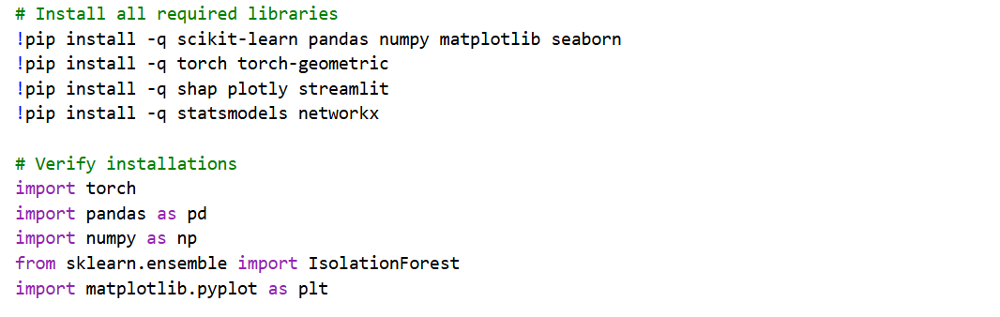 # Install all required libraries
!pip install -q scikit-learn pandas numpy matplotlib seaborn
!pip install -q torch torch-geometric
!pip install -q shap plotly streamlit
!pip install -q statsmodels networkx
# Verify installations
import torch
import pandas as pd
import numpy as np
from sklearn.ensemble import IsolationForest
import matplotlib.pyplot as plt